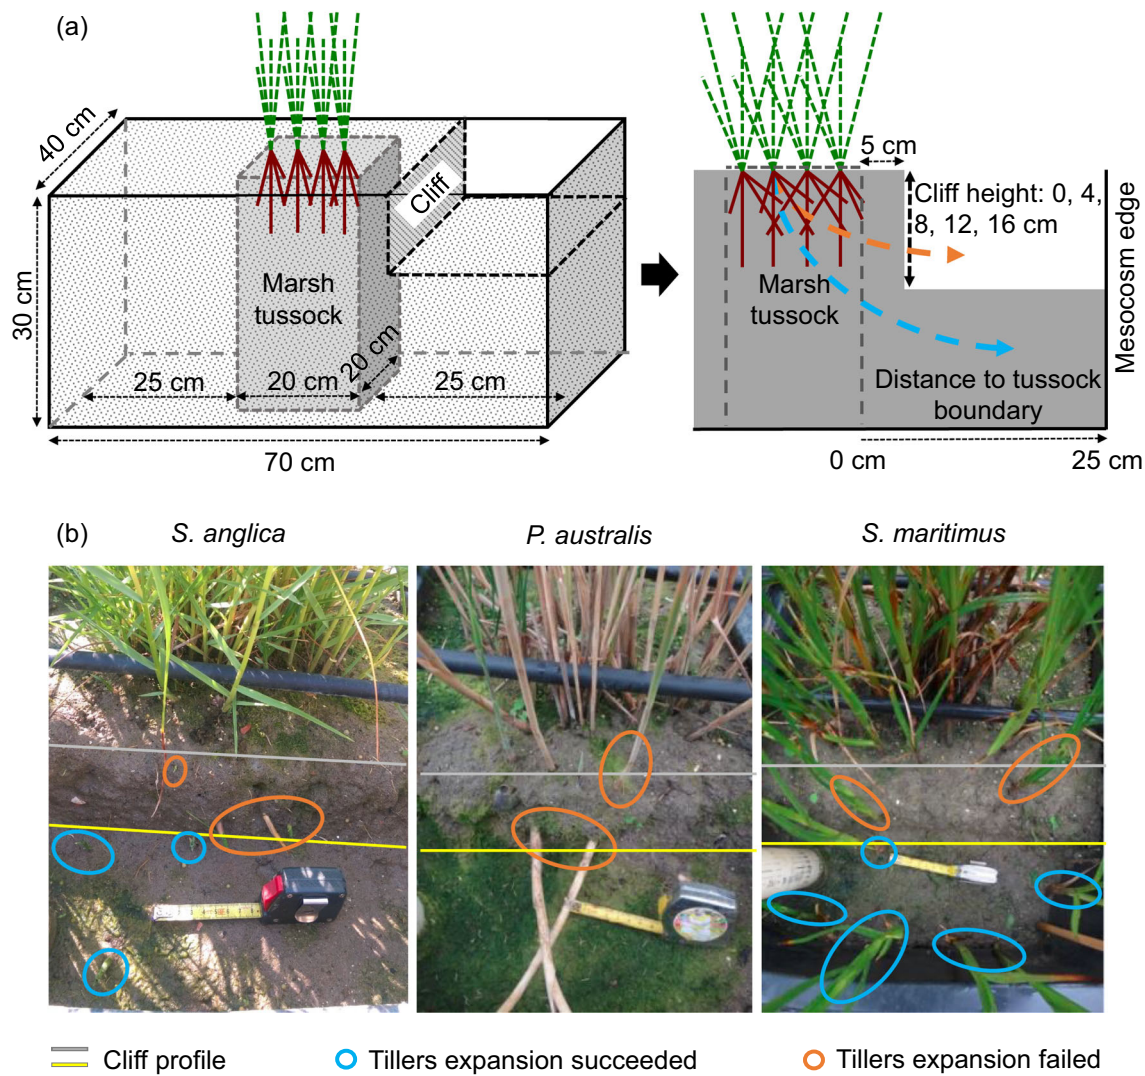 (a)
40 cm
30 cm
Cliff
Marsh
tussock
20 cm
25 cm
20 cm
25 cm
70 cm
5 cm
Cliff height: 0, 4,
8, 12, 16 cm
Marsh
tussock
Distance to tussock
boundary
Mesocosm edge
0 cm
25 cm
(b)
S. anglica
P. australis
S. maritimus
Cliff profile
Tillers expansion succeeded
Tillers expansion failed